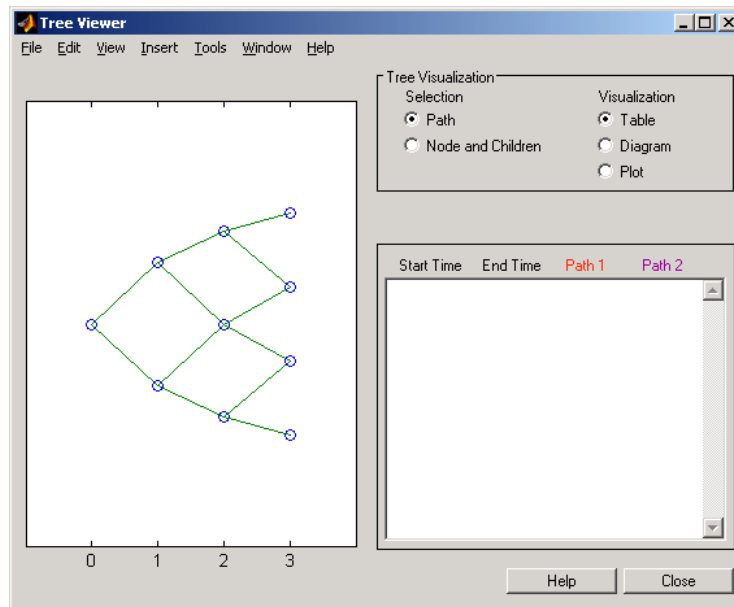 Tree Viewer
File Edit View Insert Tools Window Help
Tree Visualization
Selection Visualization
Path Table
Node and Children Diagram
Plot
Start Time End Time Path 1 Path 2
0 1 2 3
Help Close